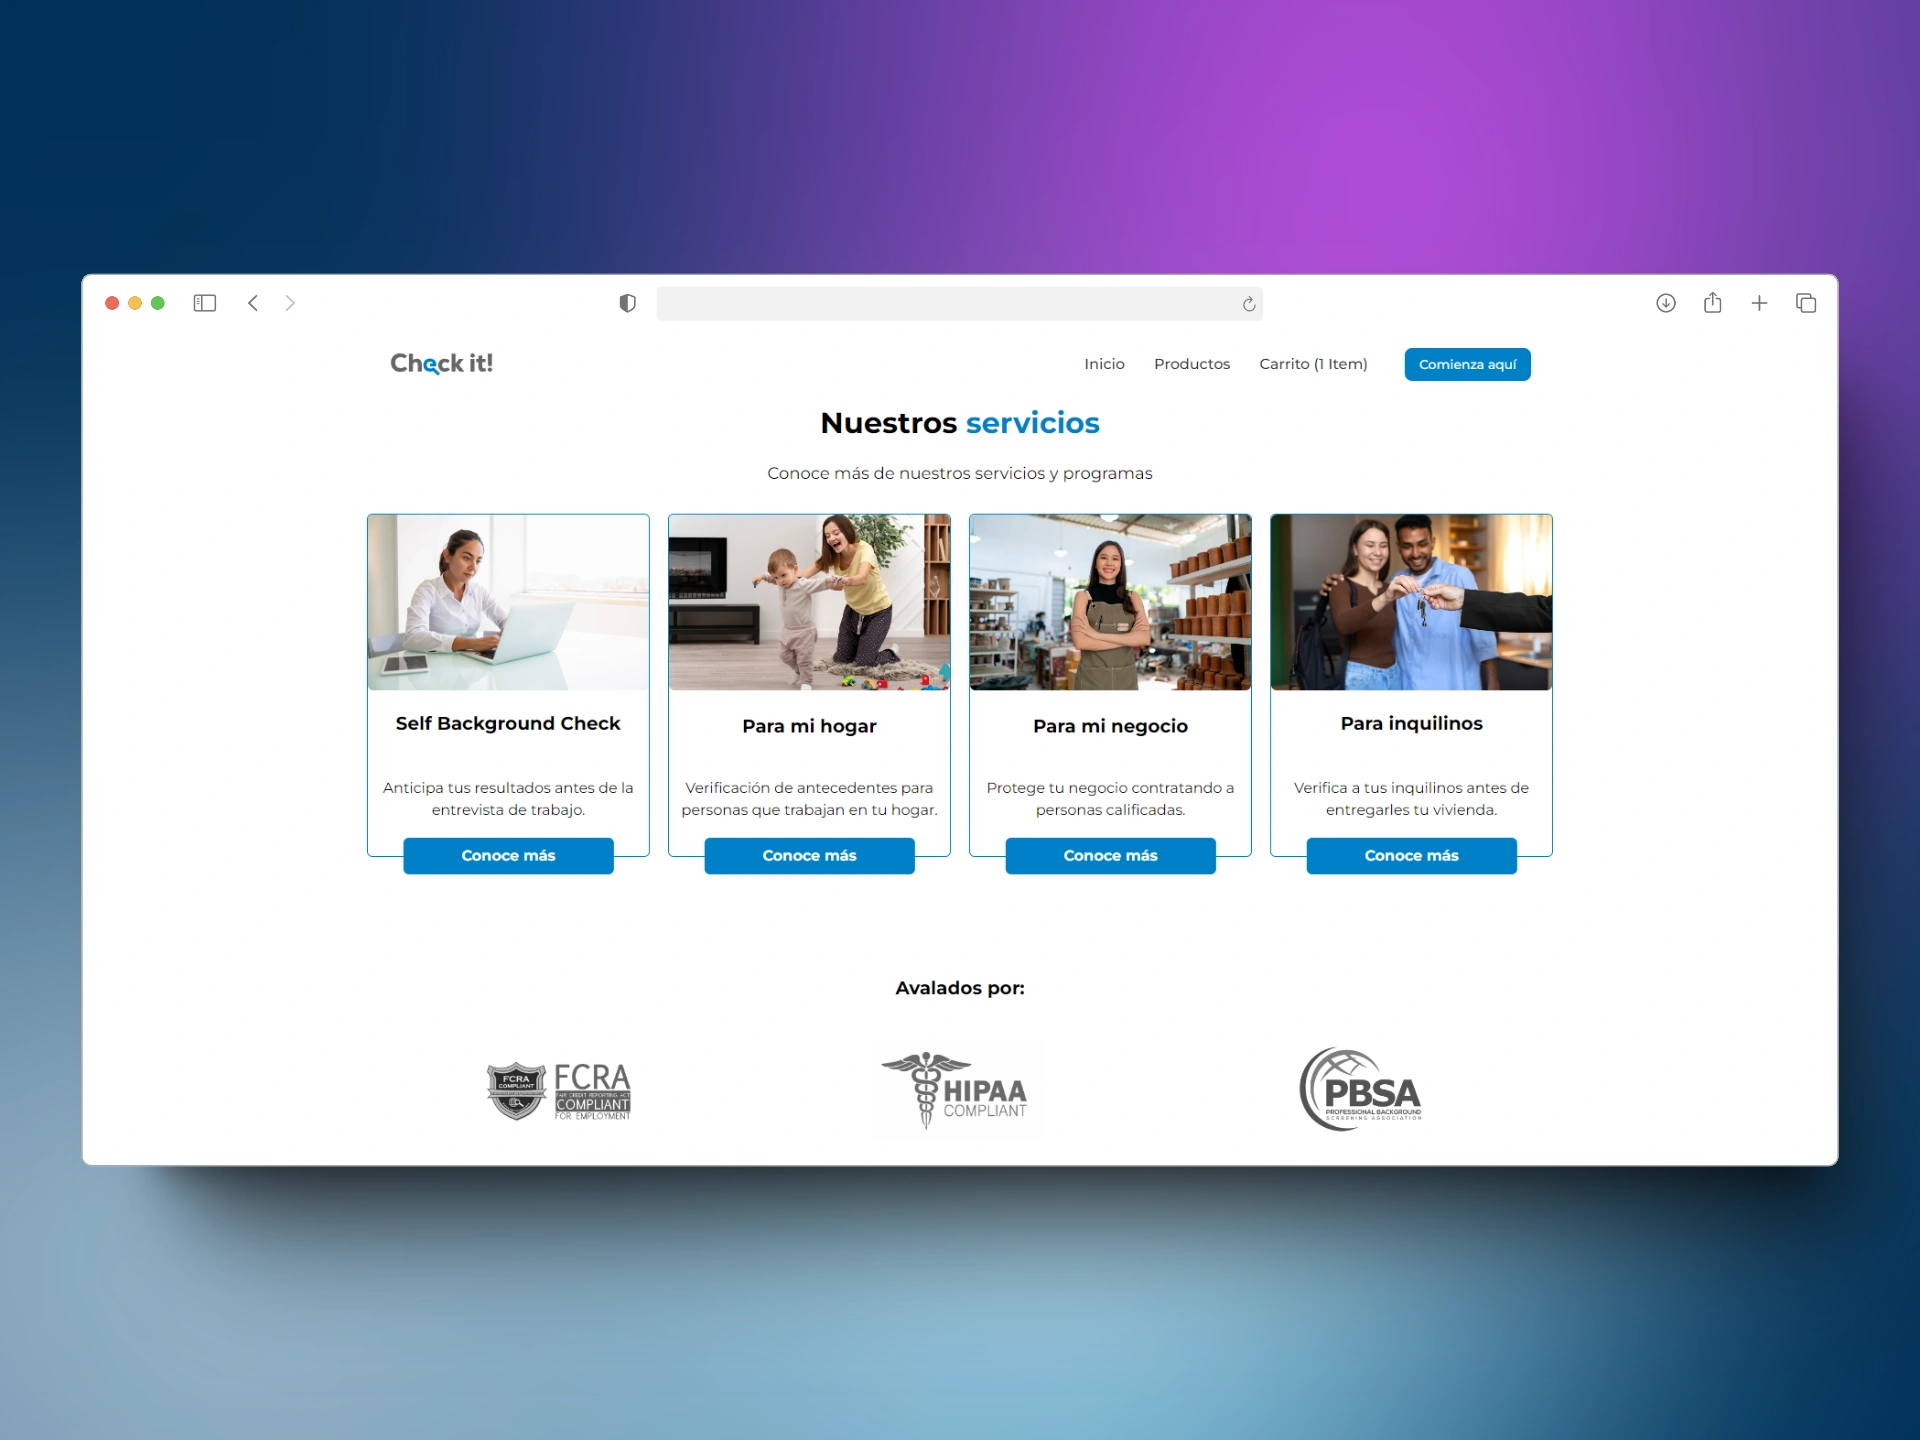 Check it!
Inicio
Productos
Carrito (1 Item)
Comienza aquí
Nuestros servicios
Conoce más de nuestros servicios y programas
Self Background Check
Anticipa tus resultados antes de la
entrevista de trabajo.
Conoce más
Para mi hogar
Verificación de antecedentes para
personas que trabajan en tu hogar.
Conoce más
Para mi negocio
Protege tu negocio contratando a
personas calificadas.
Conoce más
Para inquilinos
Verifica a tus inquilinos antes de
entregarles tu vivienda.
Conoce más
Avalados por:
FCRA
COMPLIANT
FCRA
FAIR CREDIT REPORTING ACT
COMPLIANT
FOR EMPLOYMENT
HIPAA
COMPLIANT
PBSA
PROFESSIONAL BACKGROUND
SCREENING ASSOCIATION